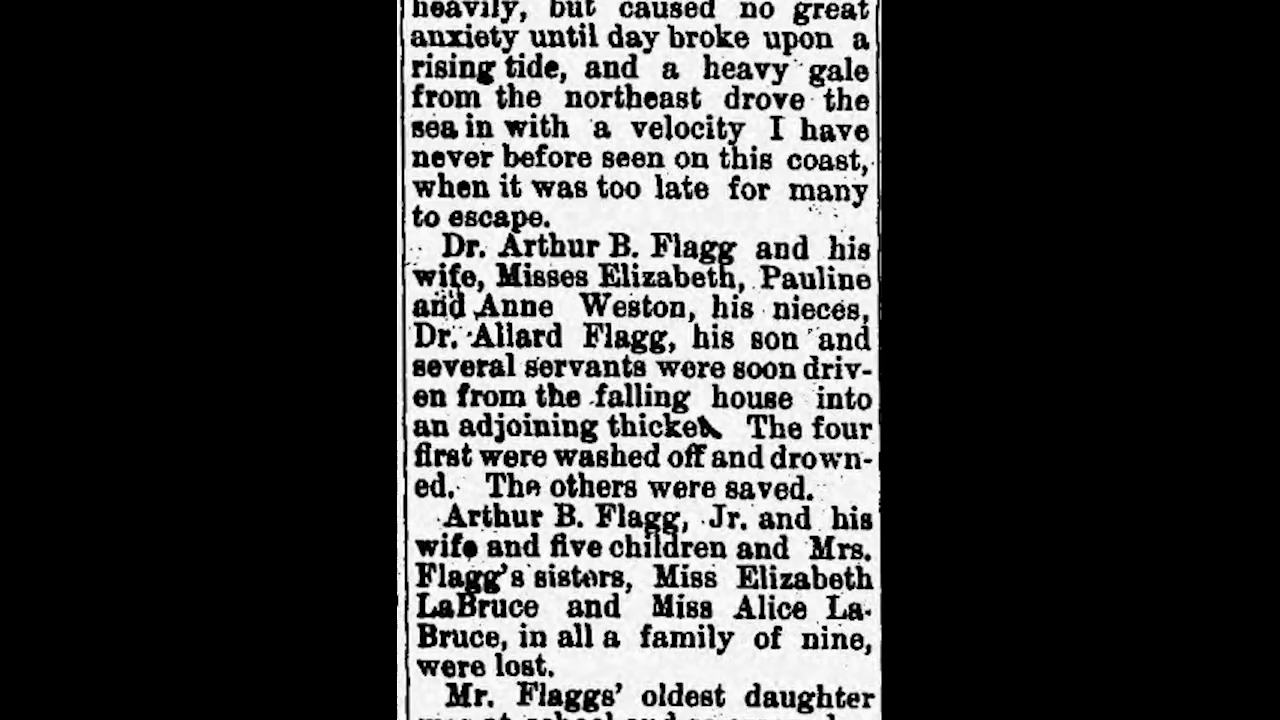 heavily, but caused no great
anxiety until day broke upon a
rising tide, and a heavy gale
from the northeast drove the
sea in with a velocity I have
never before seen on this coast,
when it was too late for many
to escape.
Dr. Arthur B. Flagg and his
wife, Misses Elizabeth, Pauline
and Anne Weston, his nieces,
Dr. Allard Flagg, his son and
several servants were soon driv-
en from the falling house into
an adjoining thicket. The four
first were washed off and drown-
ed. The others were saved.
Arthur B. Flagg, Jr. and his
wife and five children and Mrs.
Flagg's sisters, Miss Elizabeth
LaBruce and Miss Alice La-
Bruce, in all a family of nine,
were lost.
Mr. Flaggs' oldest daughter
was at school and